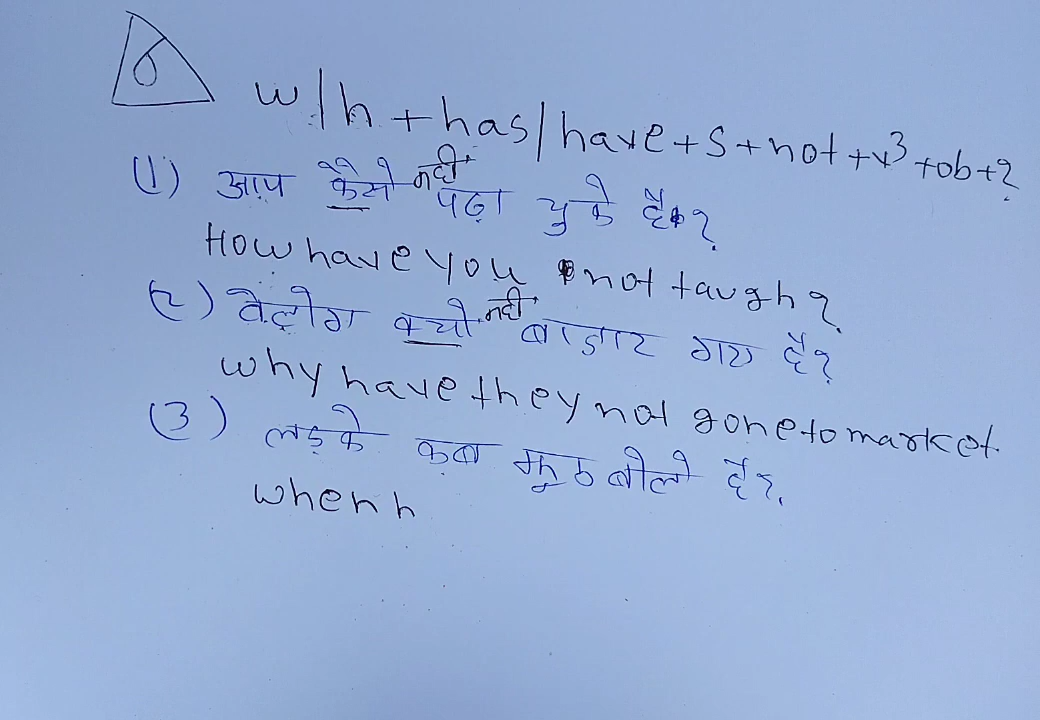 w/h + has/have + S + not + v³ + ob + ?
(1) आप कैसे नहीं पढ़ा चुके हैं?
How have you not taugh?
(2) वेलोग क्यो नहीं बाजार गए हैं?
why have they not gone to market.
(3) लड़के कब झुठ बोले हैं?
when h